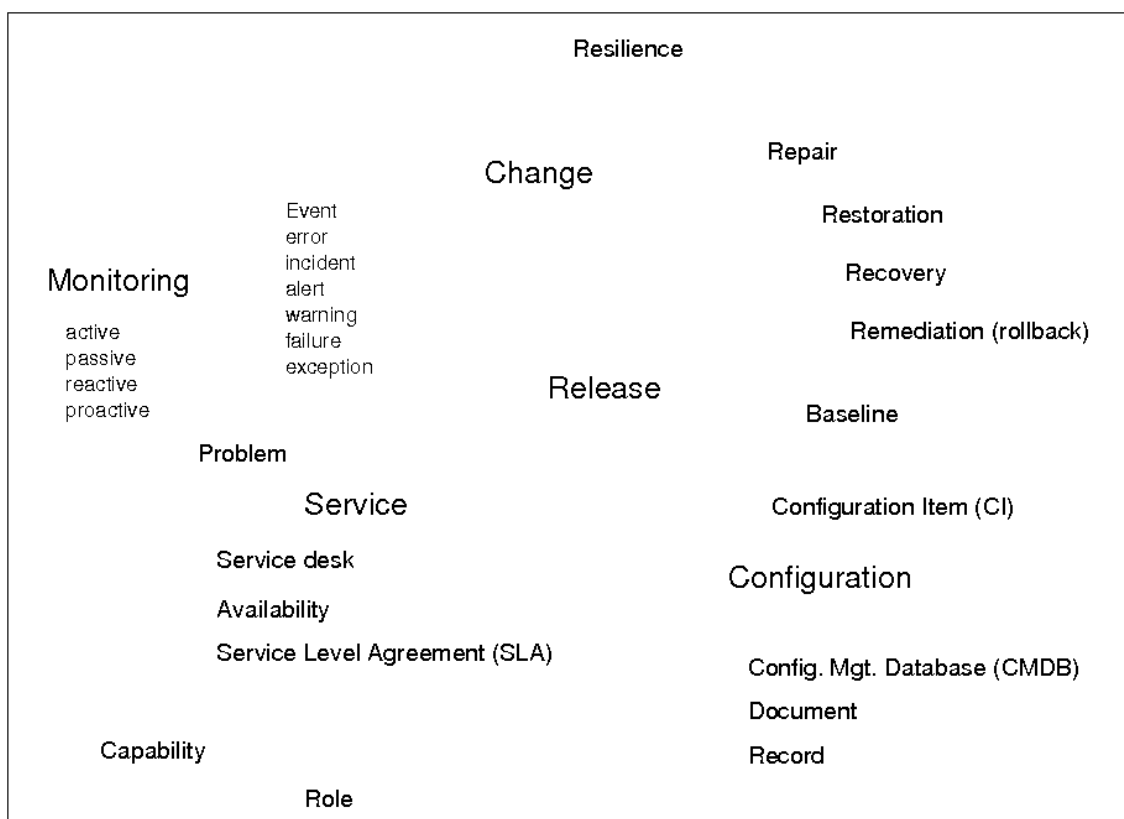 Resilience
Repair
Change
Event
error
incident
alert
warning
failure
exception
Restoration
Recovery
Remediation (rollback)
Monitoring
active
passive
reactive
proactive
Release
Baseline
Problem
Service
Service desk
Availability
Service Level Agreement (SLA)
Configuration Item (CI)
Configuration
Config. Mgt. Database (CMDB)
Document
Record
Capability
Role